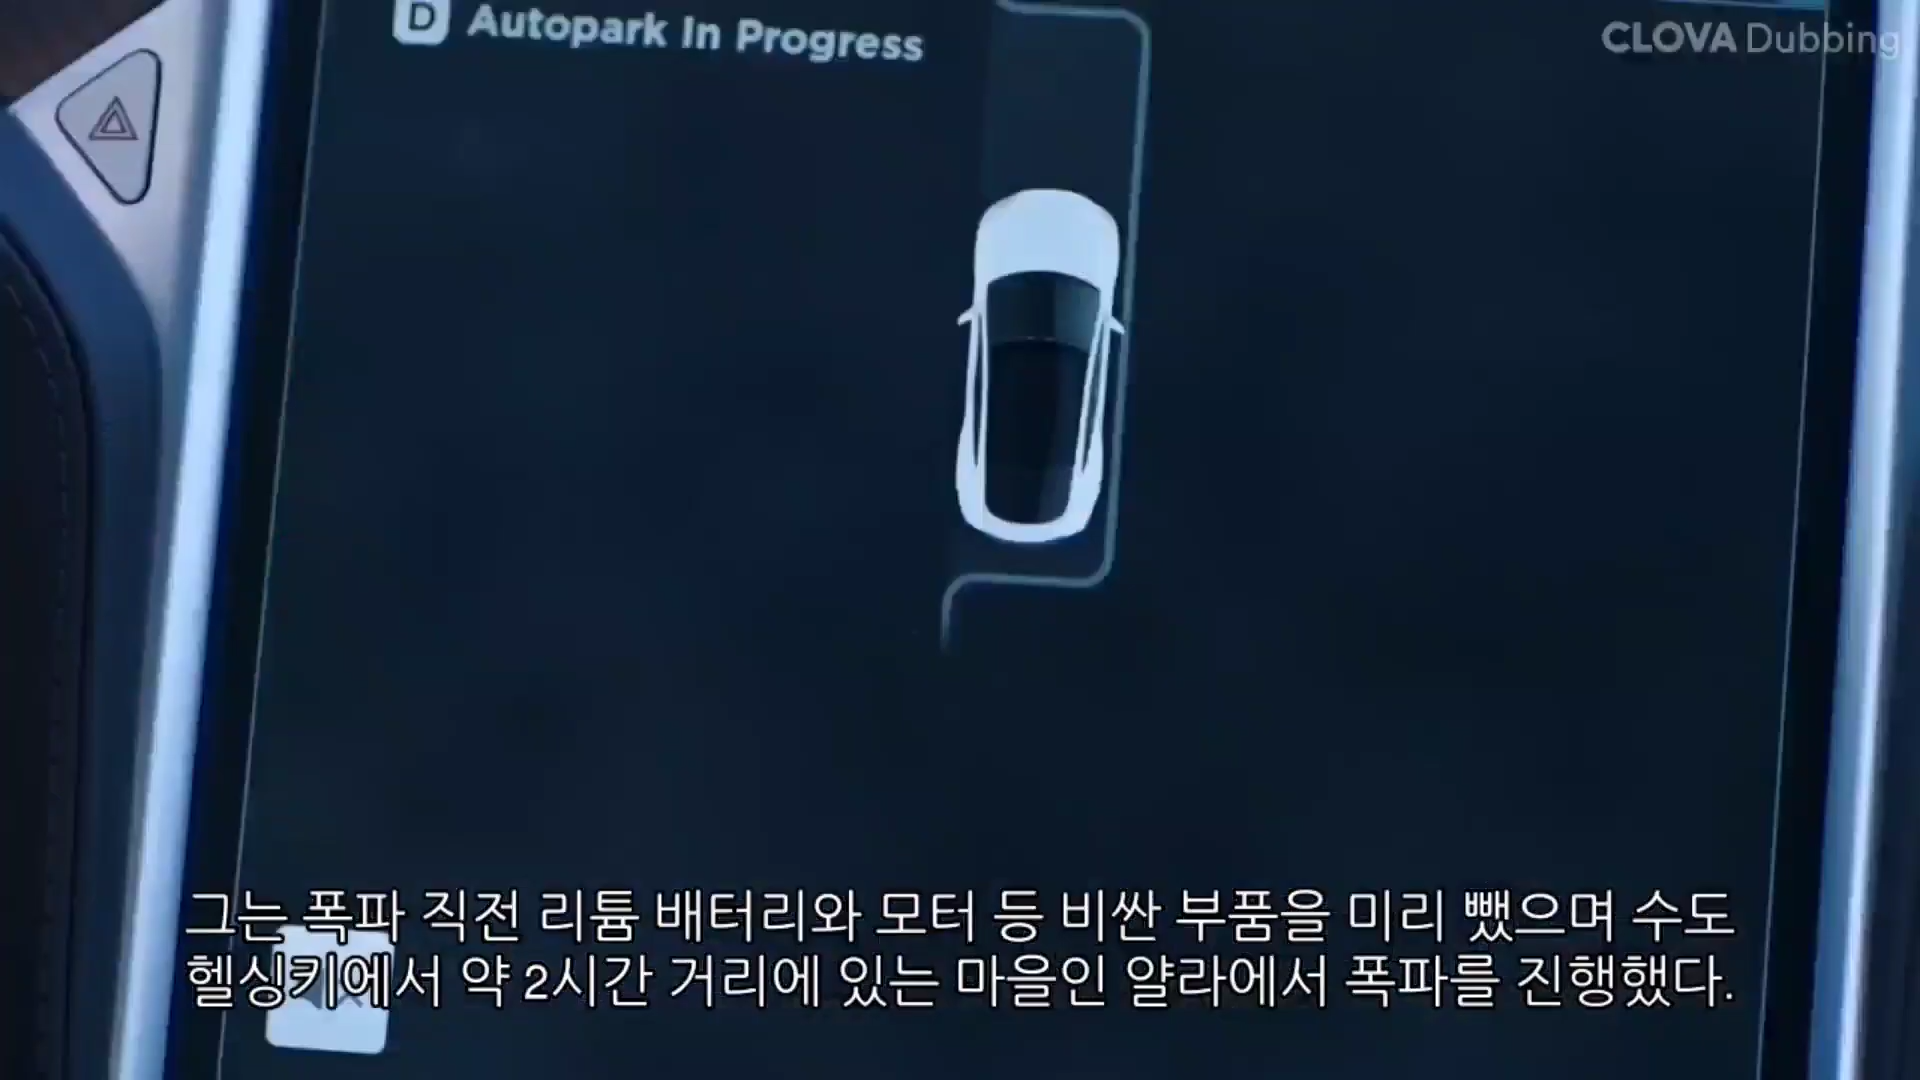 D Autopark In Progress
CLOVA Dubbing
그는 폭파 직전 리튬 배터리와 모터 등 비싼 부품을 미리 뺐으며 수도
헬싱키에서 약 2시간 거리에 있는 마을인 얄라에서 폭파를 진행했다.